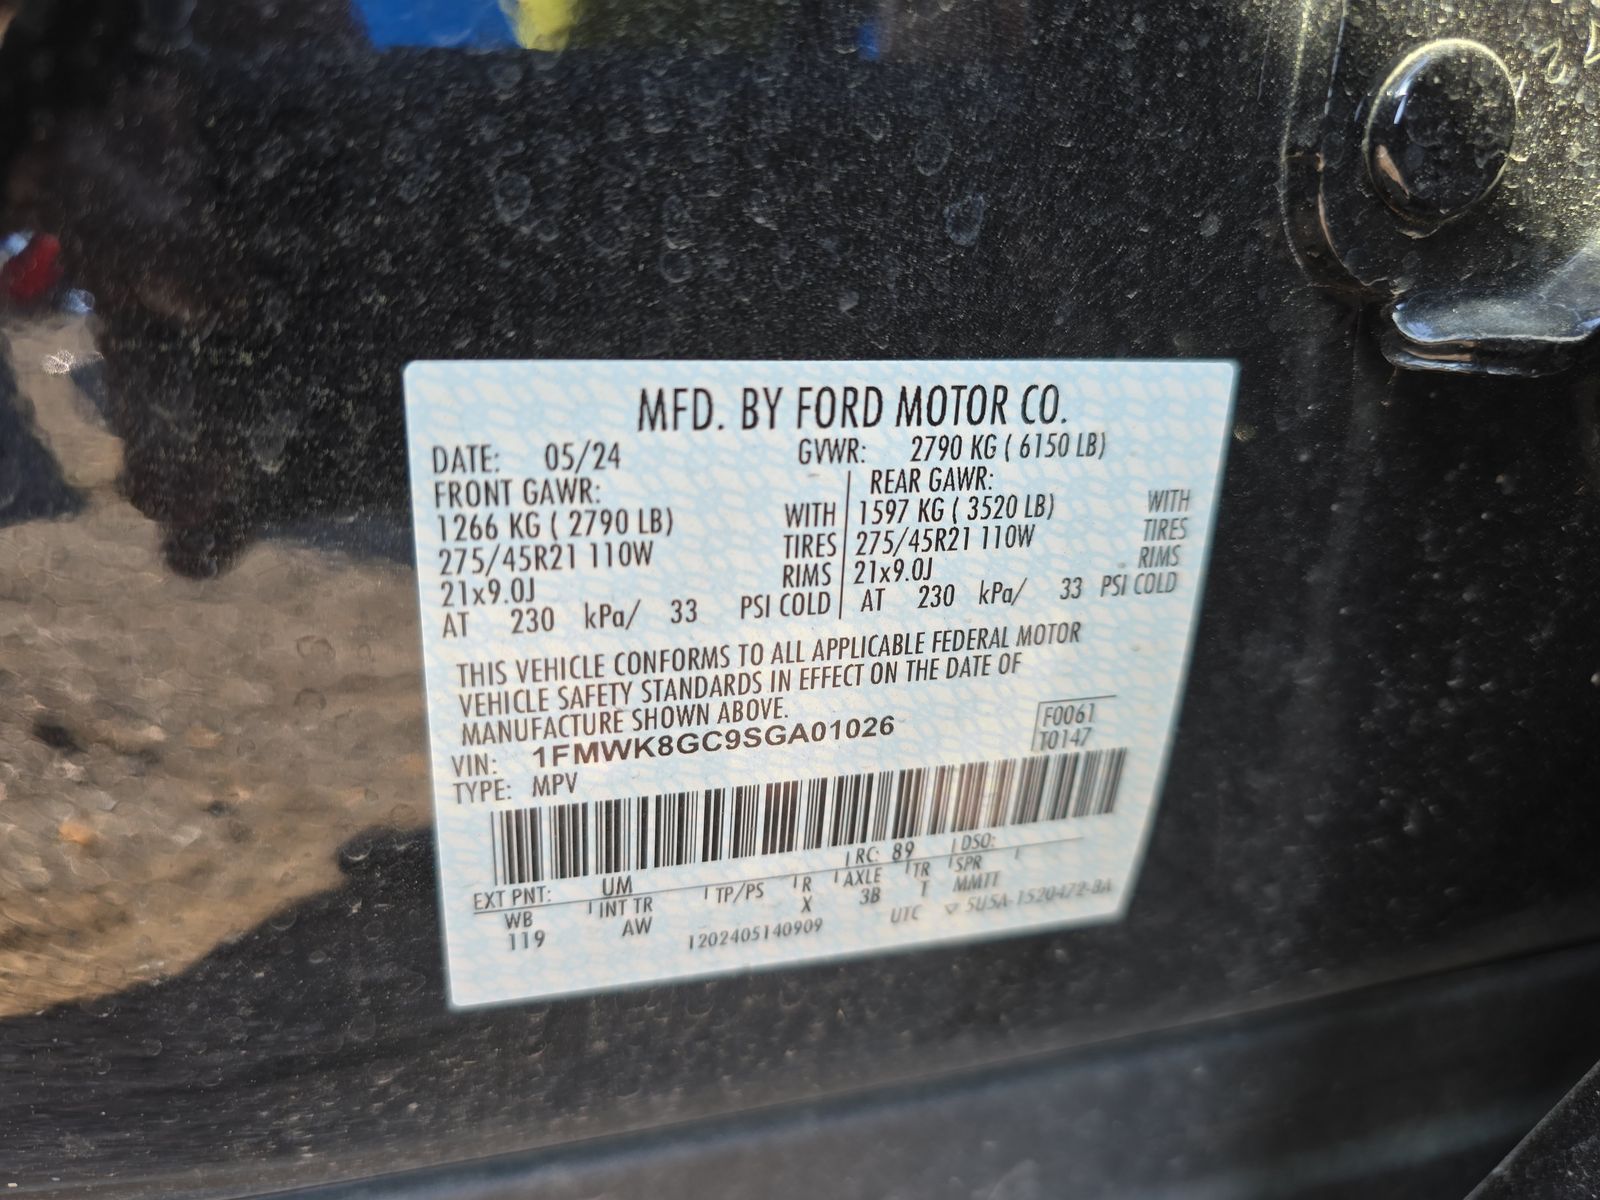 MFD. BY FORD MOTOR CO.
DATE: 05/24 GVWR: 2790 KG ( 6150 LB)
FRONT GAWR: REAR GAWR:
1266 KG ( 2790 LB) WITH 1597 KG ( 3520 LB) WITH
275/45R21 110W TIRES 275/45R21 110W TIRES
21x9.0J RIMS 21x9.0J RIMS
AT 230 kPa/ 33 PSI COLD AT 230 kPa/ 33 PSI COLD
THIS VEHICLE CONFORMS TO ALL APPLICABLE FEDERAL MOTOR
VEHICLE SAFETY STANDARDS IN EFFECT ON THE DATE OF
MANUFACTURE SHOWN ABOVE.
VIN: 1FMWK8GC9SGA01026 F0061
TYPE: MPV T0147
EXT PNT: UM RC: 89 DSO:
WB INT TR TP/PS R AXLE TR SPR
119 AW X 3B T MMTT
1202405140909 UTC ▽ 5U5A-1520472-BA